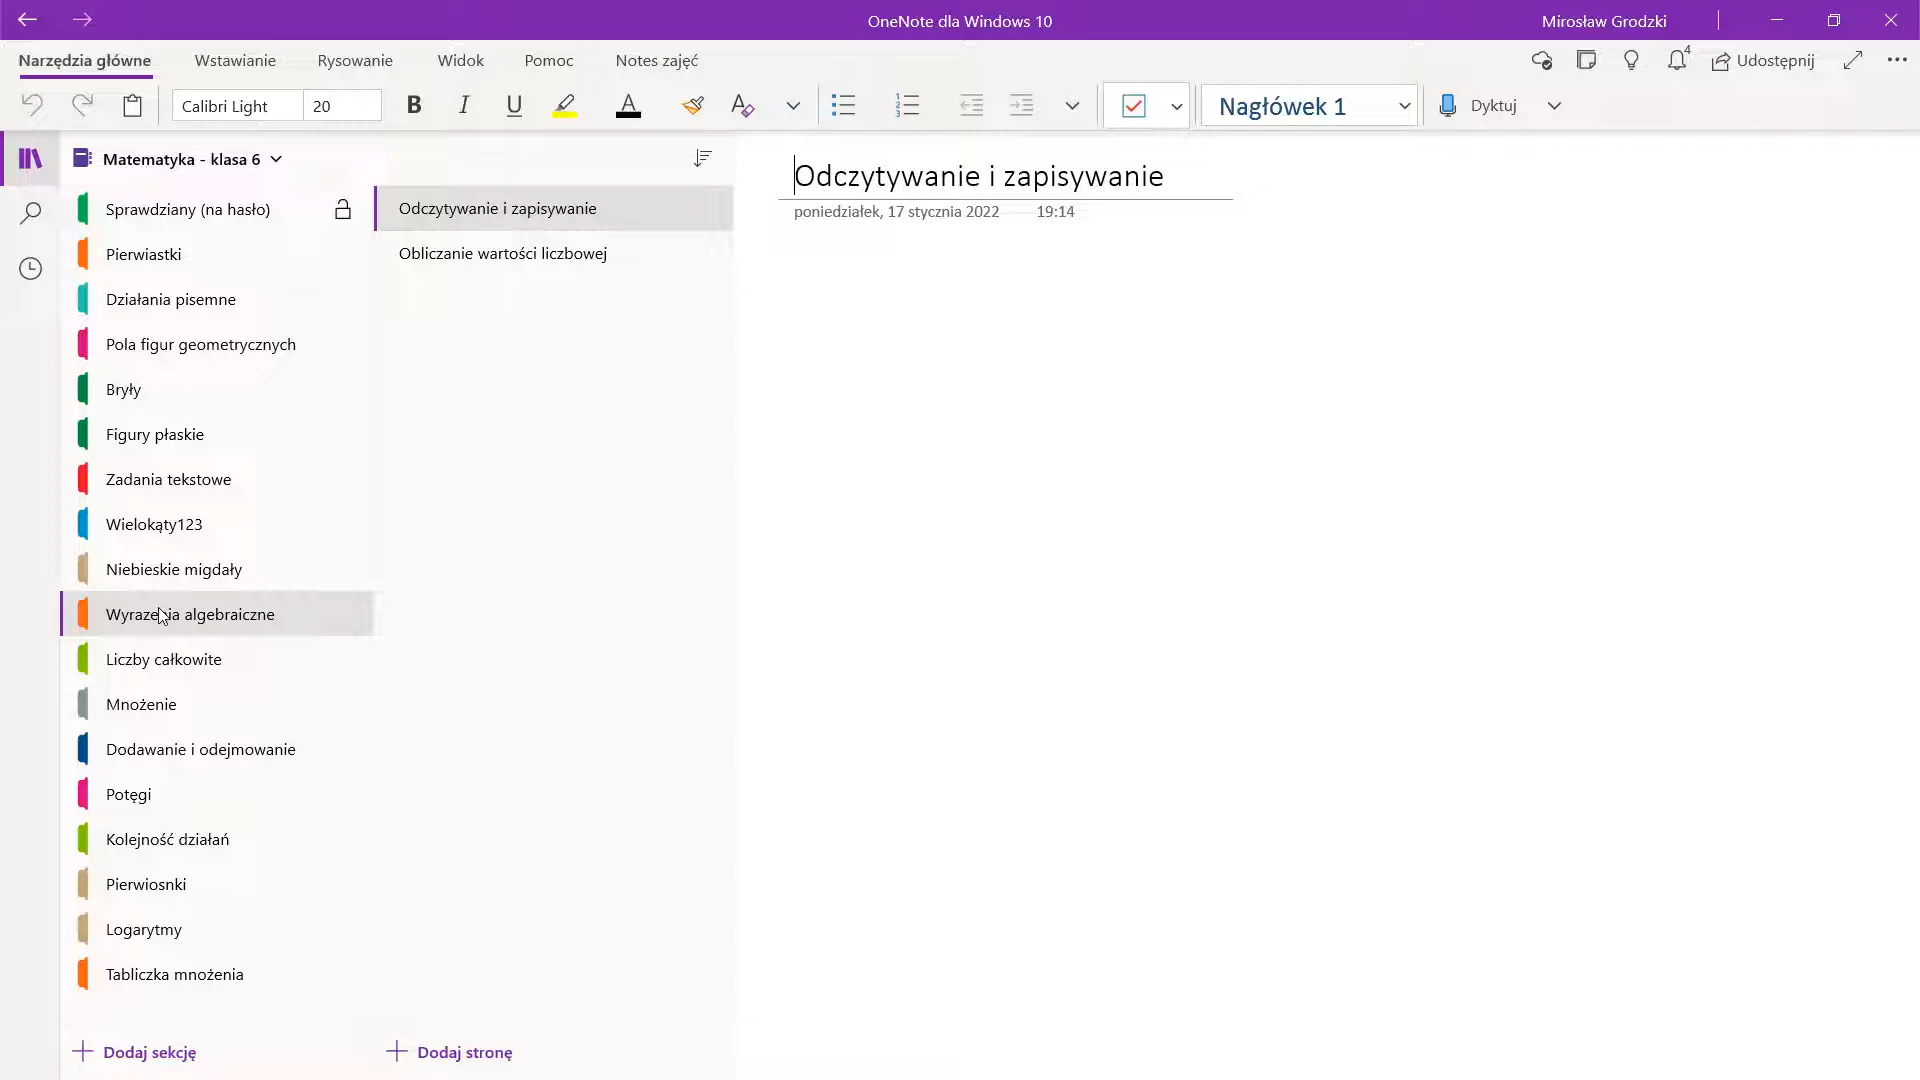 OneNote dla Windows 10
Mirosław Grodzki
Narzędzia główne Wstawianie Rysowanie Widok Pomoc Notes zajęć
4
Udostępnij
Calibri Light 20
B I U A A
Nagłówek 1
Dyktuj
Matematyka - klasa 6
Sprawdziany (na hasło)
Pierwiastki
Działania pisemne
Pola figur geometrycznych
Bryły
Figury płaskie
Zadania tekstowe
Wielokąty123
Niebieskie migdały
Wyrażenia algebraiczne
Liczby całkowite
Mnożenie
Dodawanie i odejmowanie
Potęgi
Kolejność działań
Pierwiosnki
Logarytmy
Tabliczka mnożenia
Dodaj sekcję
Odczytywanie i zapisywanie
Obliczanie wartości liczbowej
Dodaj stronę
Odczytywanie i zapisywanie
poniedziałek, 17 stycznia 2022 19:14